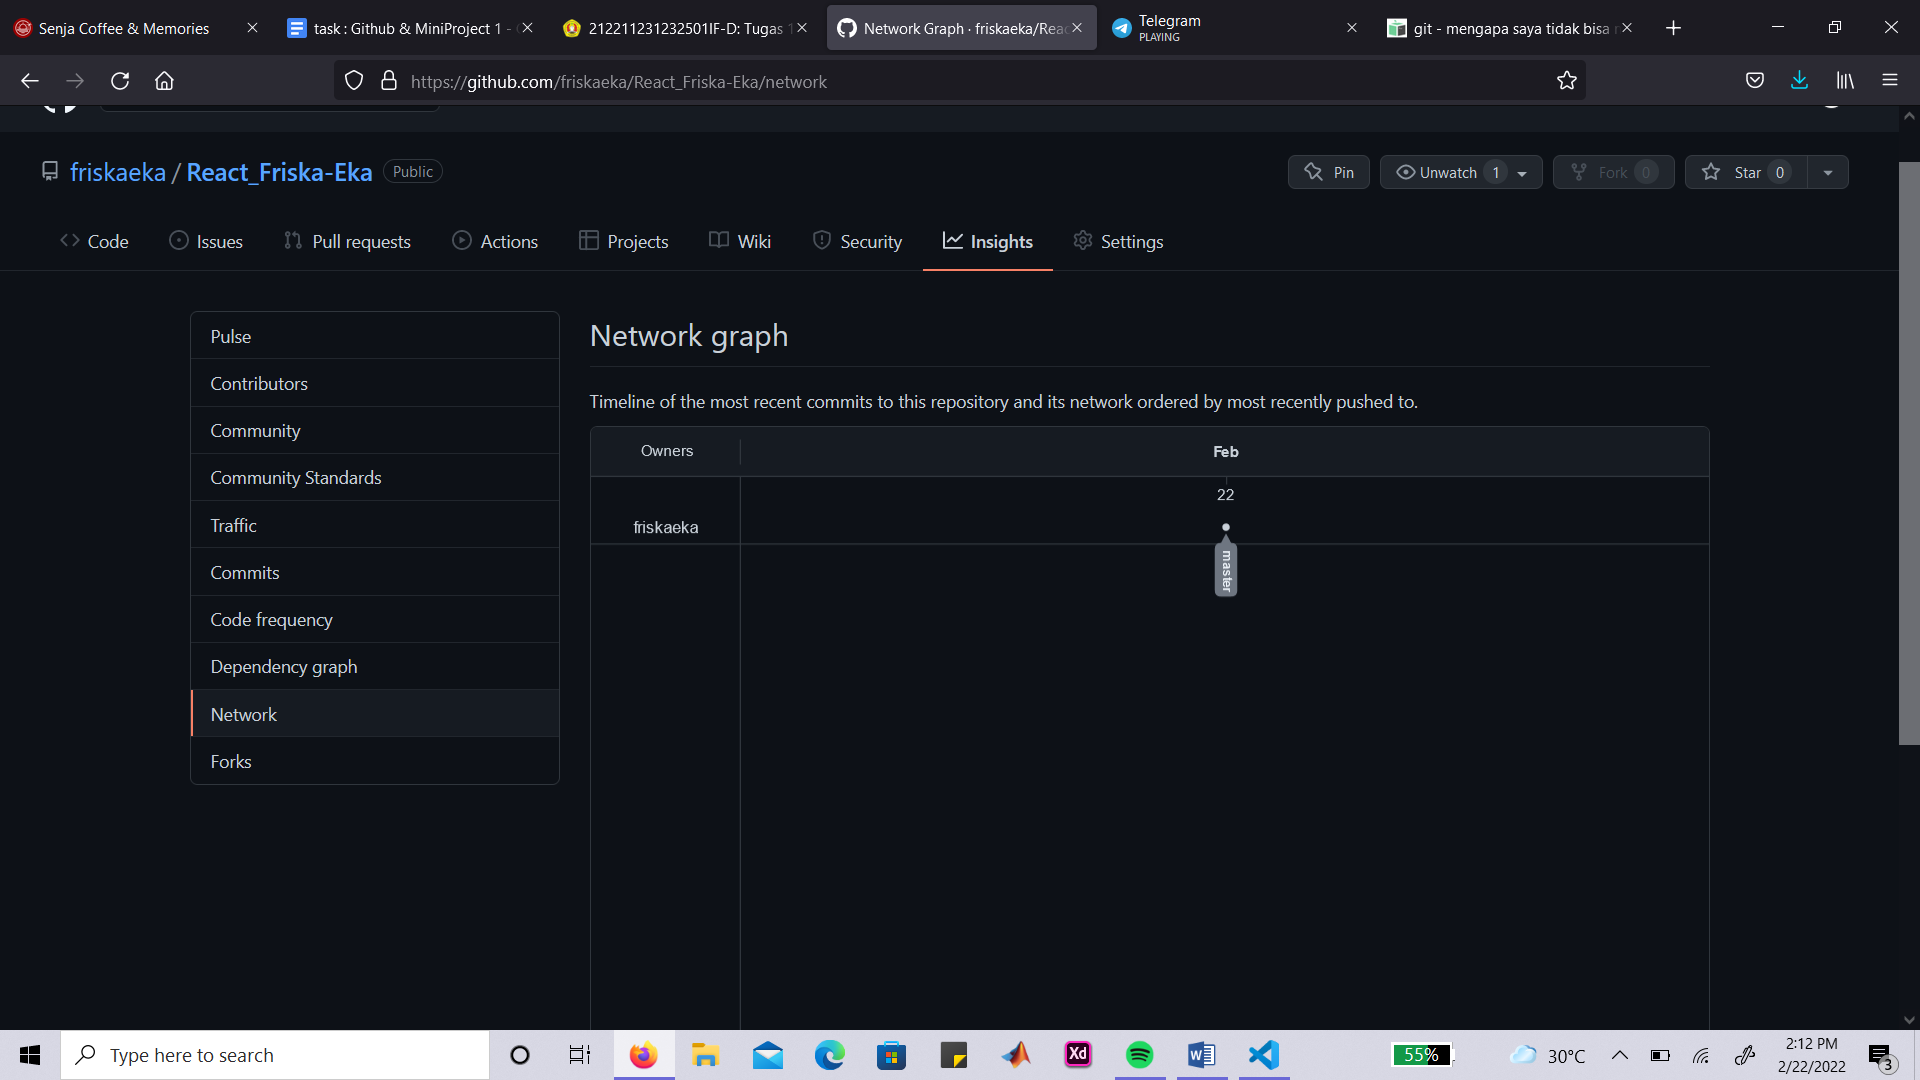 Senja Coffee & Memories
task : Github & MiniProject 1 -
212211231232501IF-D: Tugas 1
Network Graph · friskaeka/Reac
Telegram
PLAYING
git - mengapa saya tidak bisa
https://github.com/friskaeka/React_Friska-Eka/network
friskaeka / React_Friska-Eka Public
Pin
Unwatch 1
Fork 0
Star 0
Code
Issues
Pull requests
Actions
Projects
Wiki
Security
Insights
Settings
Pulse
Contributors
Community
Community Standards
Traffic
Commits
Code frequency
Dependency graph
Network
Forks
Network graph
Timeline of the most recent commits to this repository and its network ordered by most recently pushed to.
Owners
Feb
22
friskaeka
master
Type here to search
Xd
55%
30°C
2:12 PM
2/22/2022
3